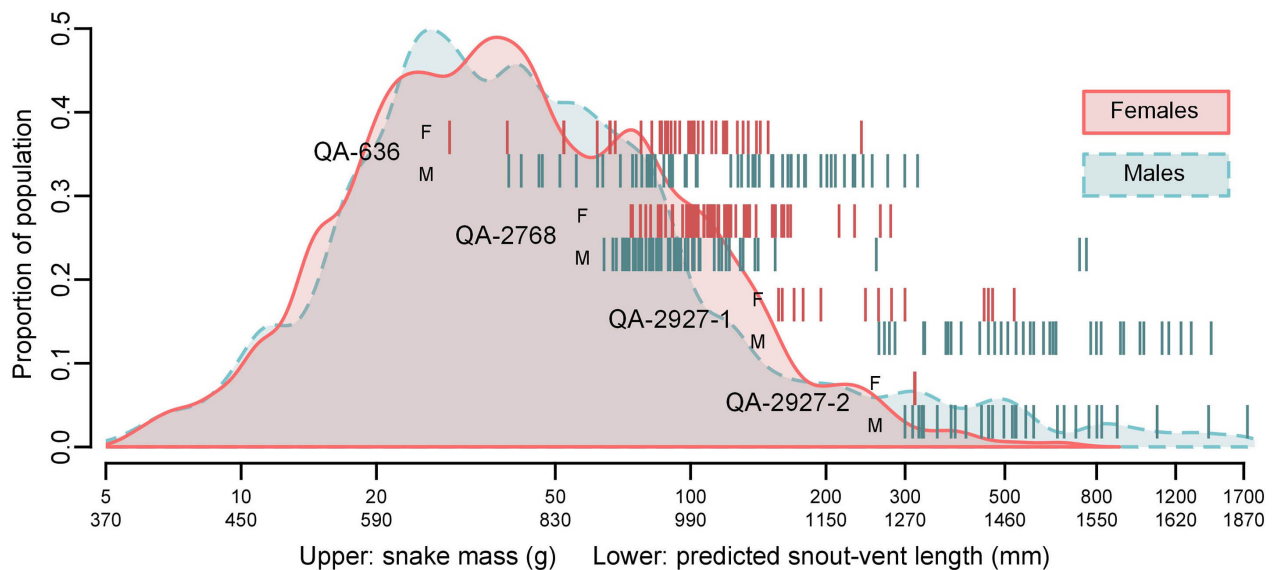 Proportion of population
0.5
0.4
0.3
0.2
0.1
0.0
Females
Males
QA-636
F
M
QA-2768
F
M
QA-2927-1
F
M
QA-2927-2
F
M
5 10 20 50 100 200 300 500 800 1200 1700
370 450 590 830 990 1150 1270 1460 1550 1620 1870
Upper: snake mass (g) Lower: predicted snout-vent length (mm)